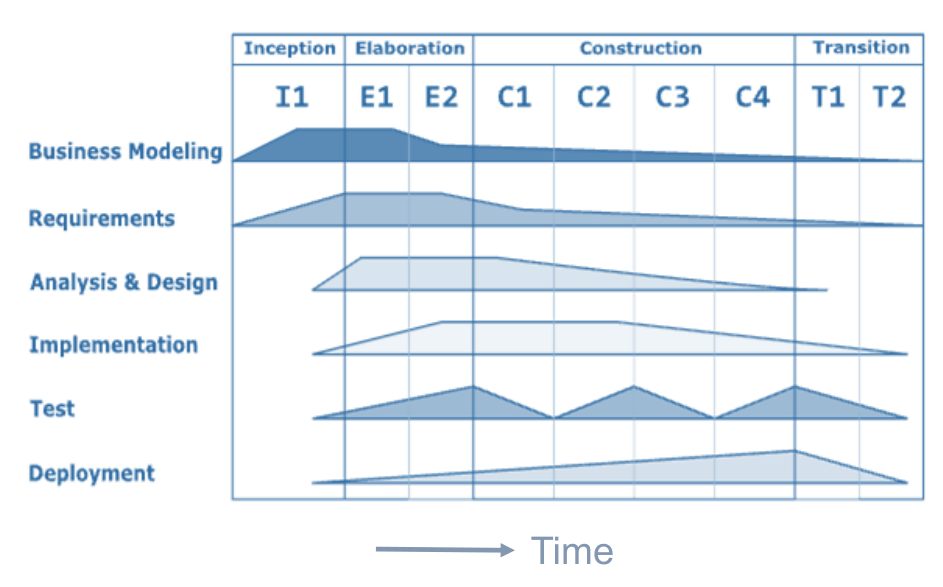 Inception Elaboration Construction Transition
I1 E1 E2 C1 C2 C3 C4 T1 T2
Business Modeling
Requirements
Analysis & Design
Implementation
Test
Deployment
Time